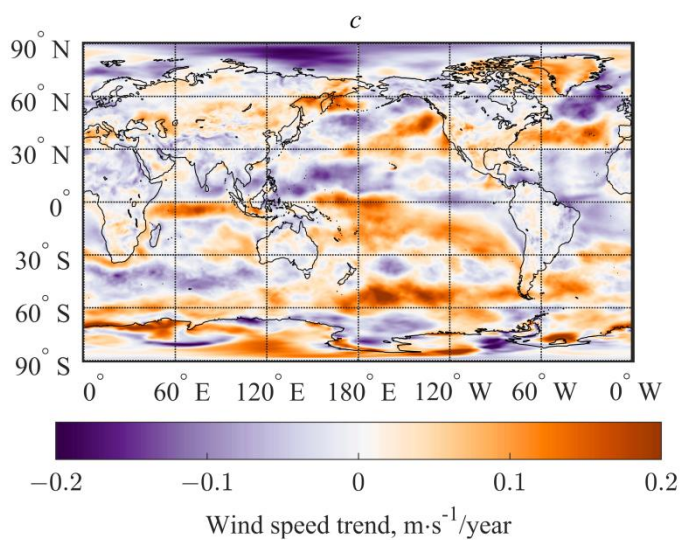 c
90° N
60° N
30° N
0°
30° S
60° S
90° S
0° 60° E 120° E 180° E 120° W 60° W 0° W
−0.2 −0.1 0 0.1 0.2
Wind speed trend, m·s⁻¹/year